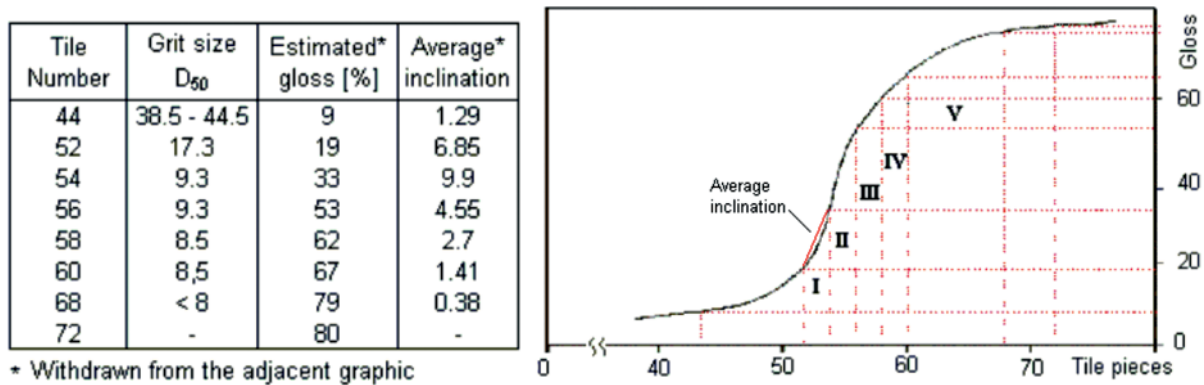 Tile Number | Grit size D₅₀ | Estimated* gloss [%] | Average* inclination
44 | 38.5 - 44.5 | 9 | 1.29
52 | 17.3 | 19 | 6.85
54 | 9.3 | 33 | 9.9
56 | 9.3 | 53 | 4.55
58 | 8.5 | 62 | 2.7
60 | 8,5 | 67 | 1.41
68 | < 8 | 79 | 0.38
72 | - | 80 | -
* Withdrawn from the adjacent graphic
Gloss
60
40
20
0
Average
inclination
V
IV
III
II
I
0 40 50 60 70 Tile pieces